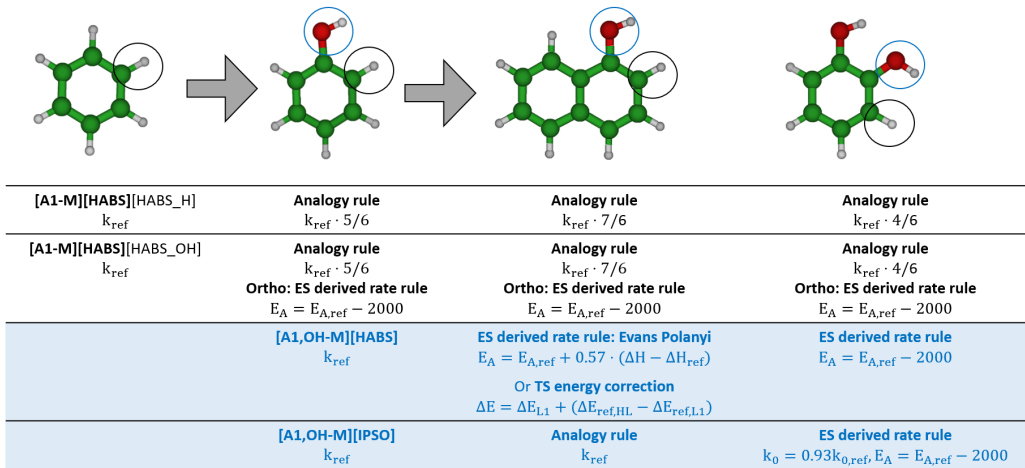 [A1-M][HABS][HABS_H] Analogy rule Analogy rule Analogy rule
k_ref k_ref · 5/6 k_ref · 7/6 k_ref · 4/6
[A1-M][HABS][HABS_OH] Analogy rule Analogy rule Analogy rule
k_ref k_ref · 5/6 k_ref · 7/6 k_ref · 4/6
Ortho: ES derived rate rule Ortho: ES derived rate rule Ortho: ES derived rate rule
E_A = E_A,ref − 2000 E_A = E_A,ref − 2000 E_A = E_A,ref − 2000
[A1,OH-M][HABS] ES derived rate rule: Evans Polanyi ES derived rate rule
k_ref E_A = E_A,ref + 0.57 · (ΔH − ΔH_ref) E_A = E_A,ref − 2000
Or TS energy correction
ΔE = ΔE_L1 + (ΔE_ref,HL − ΔE_ref,L1)
[A1,OH-M][IPSO] Analogy rule ES derived rate rule
k_ref k_ref k_0 = 0.93k_0,ref, E_A = E_A,ref − 2000